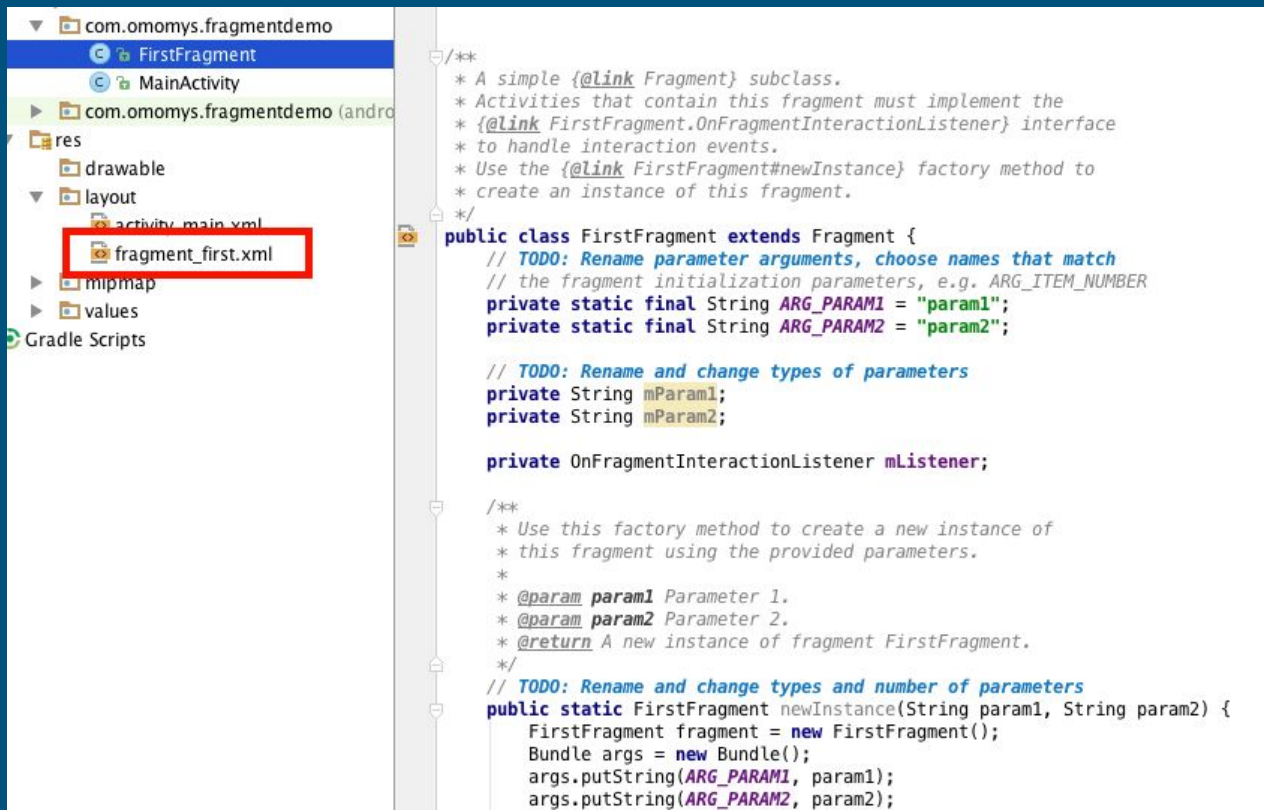 com.omomys.fragmentdemo
FirstFragment
MainActivity
com.omomys.fragmentdemo (andro
res
drawable
layout
activity_main.xml
fragment_first.xml
mipmap
values
Gradle Scripts
/**
* A simple {@link Fragment} subclass.
* Activities that contain this fragment must implement the
* {@link FirstFragment.OnFragmentInteractionListener} interface
* to handle interaction events.
* Use the {@link FirstFragment#newInstance} factory method to
* create an instance of this fragment.
*/
public class FirstFragment extends Fragment {
// TODO: Rename parameter arguments, choose names that match
// the fragment initialization parameters, e.g. ARG_ITEM_NUMBER
private static final String ARG_PARAM1 = "param1";
private static final String ARG_PARAM2 = "param2";
// TODO: Rename and change types of parameters
private String mParam1;
private String mParam2;
private OnFragmentInteractionListener mListener;
/**
* Use this factory method to create a new instance of
* this fragment using the provided parameters.
*
* @param param1 Parameter 1.
* @param param2 Parameter 2.
* @return A new instance of fragment FirstFragment.
*/
// TODO: Rename and change types and number of parameters
public static FirstFragment newInstance(String param1, String param2) {
FirstFragment fragment = new FirstFragment();
Bundle args = new Bundle();
args.putString(ARG_PARAM1, param1);
args.putString(ARG_PARAM2, param2);